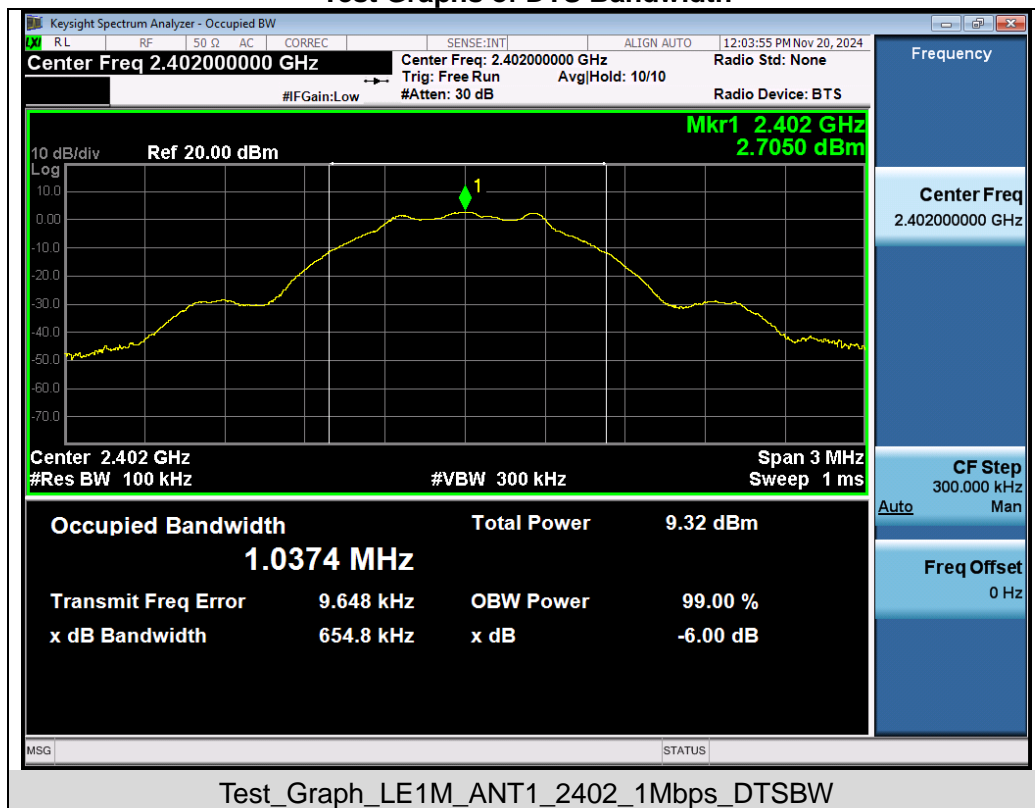 Test Graphs of DTS Bandwidth
Keysight Spectrum Analyzer - Occupied BW
LXI RL RF 50 Ω AC CORREC SENSE:INT ALIGN AUTO 12:03:55 PM Nov 20, 2024
Center Freq 2.402000000 GHz
Center Freq: 2.402000000 GHz Radio Std: None
Trig: Free Run Avg|Hold: 10/10
#IFGain:Low #Atten: 30 dB Radio Device: BTS
Mkr1 2.402 GHz
2.7050 dBm
10 dB/div Ref 20.00 dBm
Log
10.0
0.00
-10.0
-20.0
-30.0
-40.0
-50.0
-60.0
-70.0
1
Center 2.402 GHz Span 3 MHz
#Res BW 100 kHz #VBW 300 kHz Sweep 1 ms
Occupied Bandwidth Total Power 9.32 dBm
1.0374 MHz
Transmit Freq Error 9.648 kHz OBW Power 99.00 %
x dB Bandwidth 654.8 kHz x dB -6.00 dB
Frequency
Center Freq
2.402000000 GHz
CF Step
300.000 kHz
Auto Man
Freq Offset
0 Hz
MSG STATUS
Test_Graph_LE1M_ANT1_2402_1Mbps_DTSBW